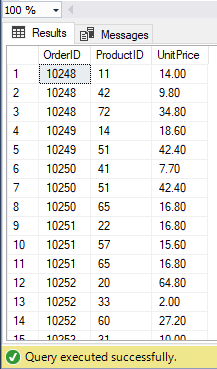 100 %
Results Messages
OrderID ProductID UnitPrice
1 10248 11 14.00
2 10248 42 9.80
3 10248 72 34.80
4 10249 14 18.60
5 10249 51 42.40
6 10250 41 7.70
7 10250 51 42.40
8 10250 65 16.80
9 10251 22 16.80
10 10251 57 15.60
11 10251 65 16.80
12 10252 20 64.80
13 10252 33 2.00
14 10252 60 27.20
15 10253 31 10.00
Query executed successfully.